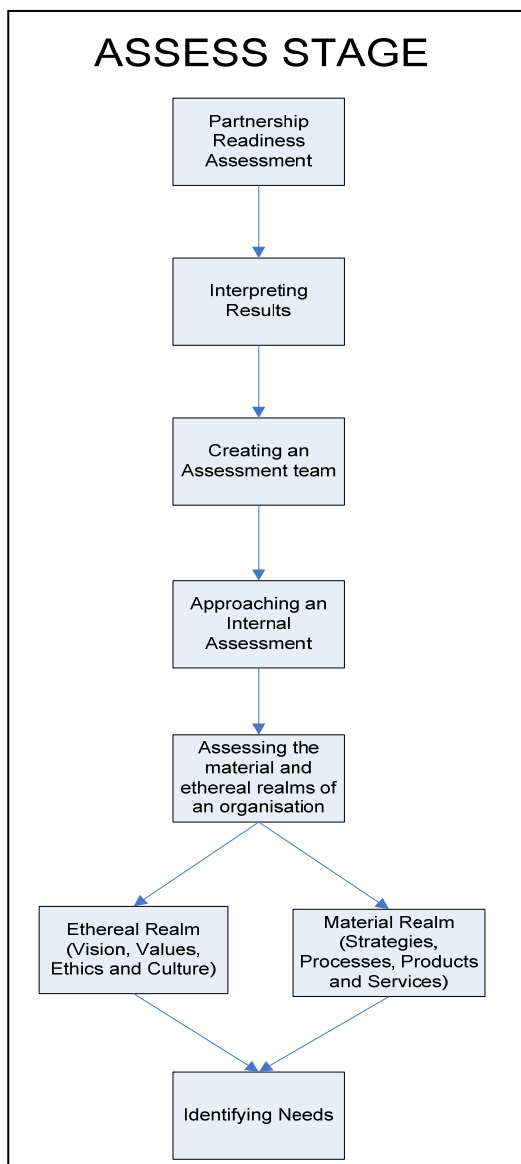 ASSESS STAGE
Partnership
Readiness
Assessment
Interpreting
Results
Creating an
Assessment team
Approaching an
Internal
Assessment
Assessing the
material and
ethereal realms of
an organisation
Ethereal Realm
(Vision, Values,
Ethics and Culture)
Material Realm
(Strategies,
Processes, Products
and Services)
Identifying Needs